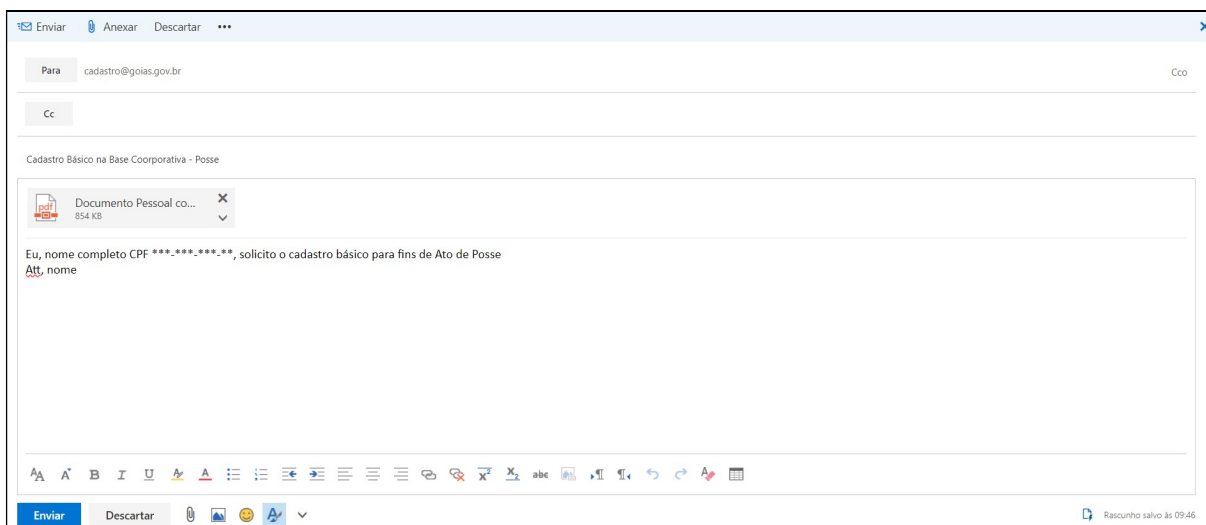 Enviar Anexar Descartar •••
Para cadastro@goias.gov.br Cco
Cc
Cadastro Básico na Base Coorporativa - Posse
pdf Documento Pessoal co...
854 KB
Eu, nome completo CPF ***-***-***-**, solicito o cadastro básico para fins de Ato de Posse
Att, nome
Enviar Descartar Rascunho salvo às 09:46